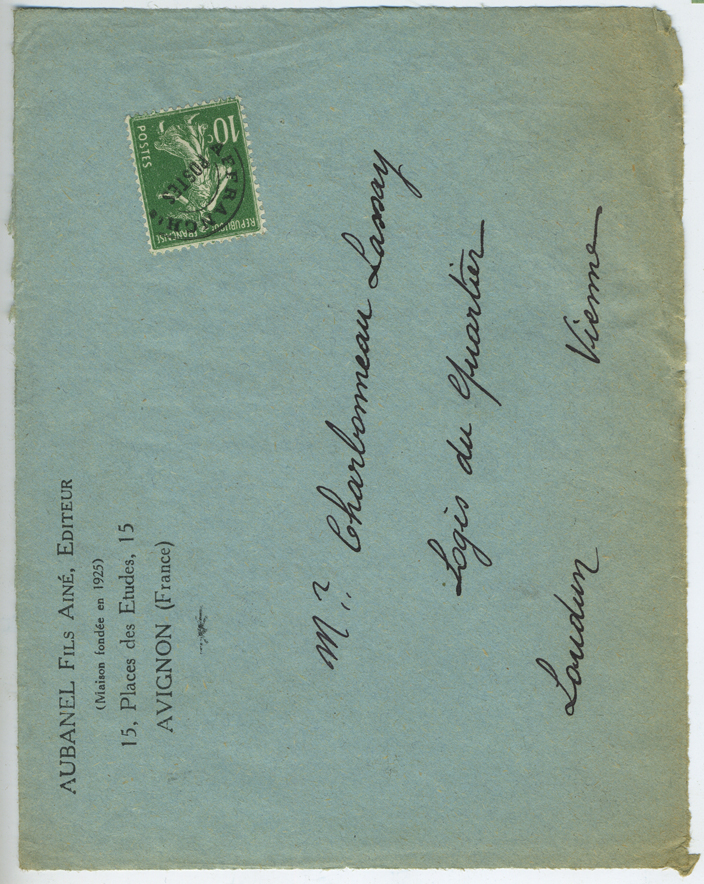 AUBANEL FILS AINÉ, EDITEUR
(Maison fondée en 1925)
15, Places des Etudes, 15
AVIGNON (France)
10c
POSTES
REPUBLIQUE FRANÇAISE
AFFRANCHts
POSTES
Mr. Charbonneau Lassay
Logis du Quartier
Loudun Vienne